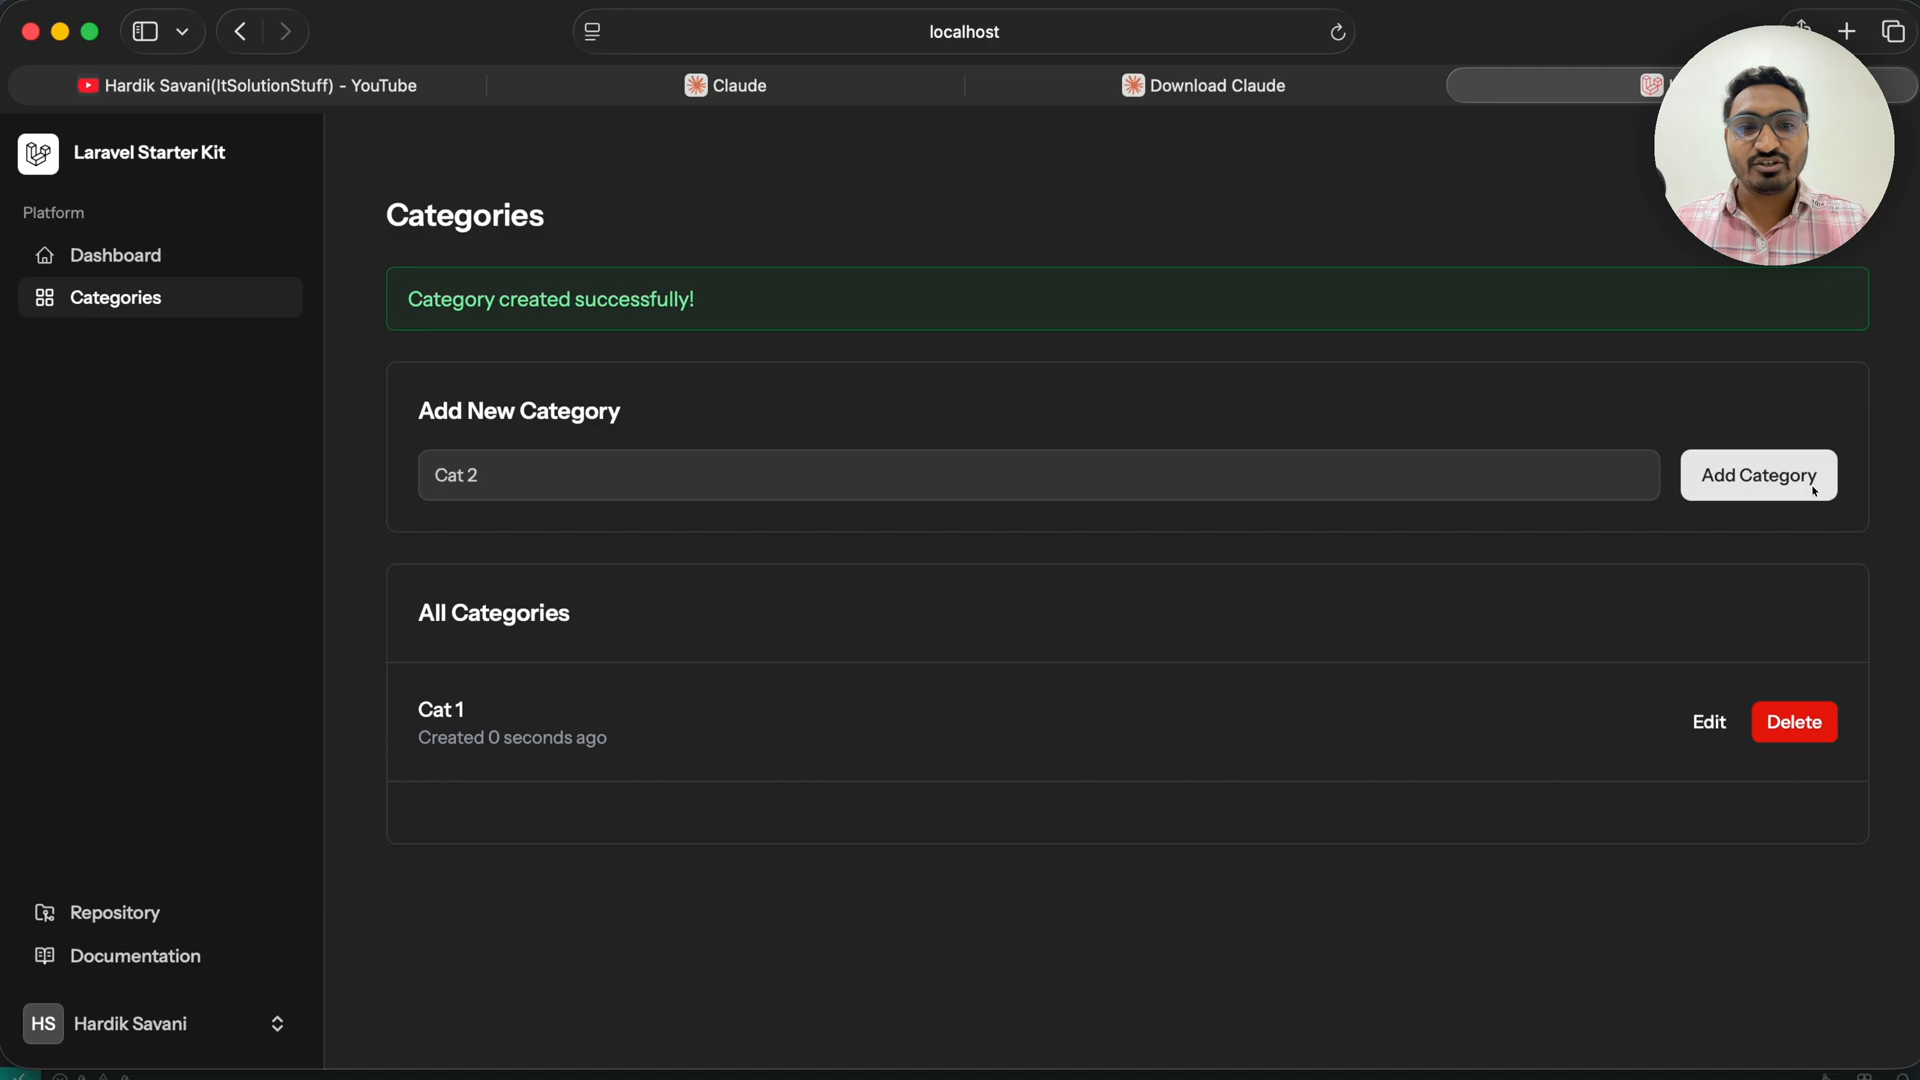 localhost
Hardik Savani(ItSolutionStuff) - YouTube
Claude
Download Claude
Laravel Starter Kit
Platform
Dashboard
Categories
Categories
Category created successfully!
Add New Category
Cat 2
Add Category
All Categories
Cat 1
Created 0 seconds ago
Edit
Delete
Repository
Documentation
HS
Hardik Savani